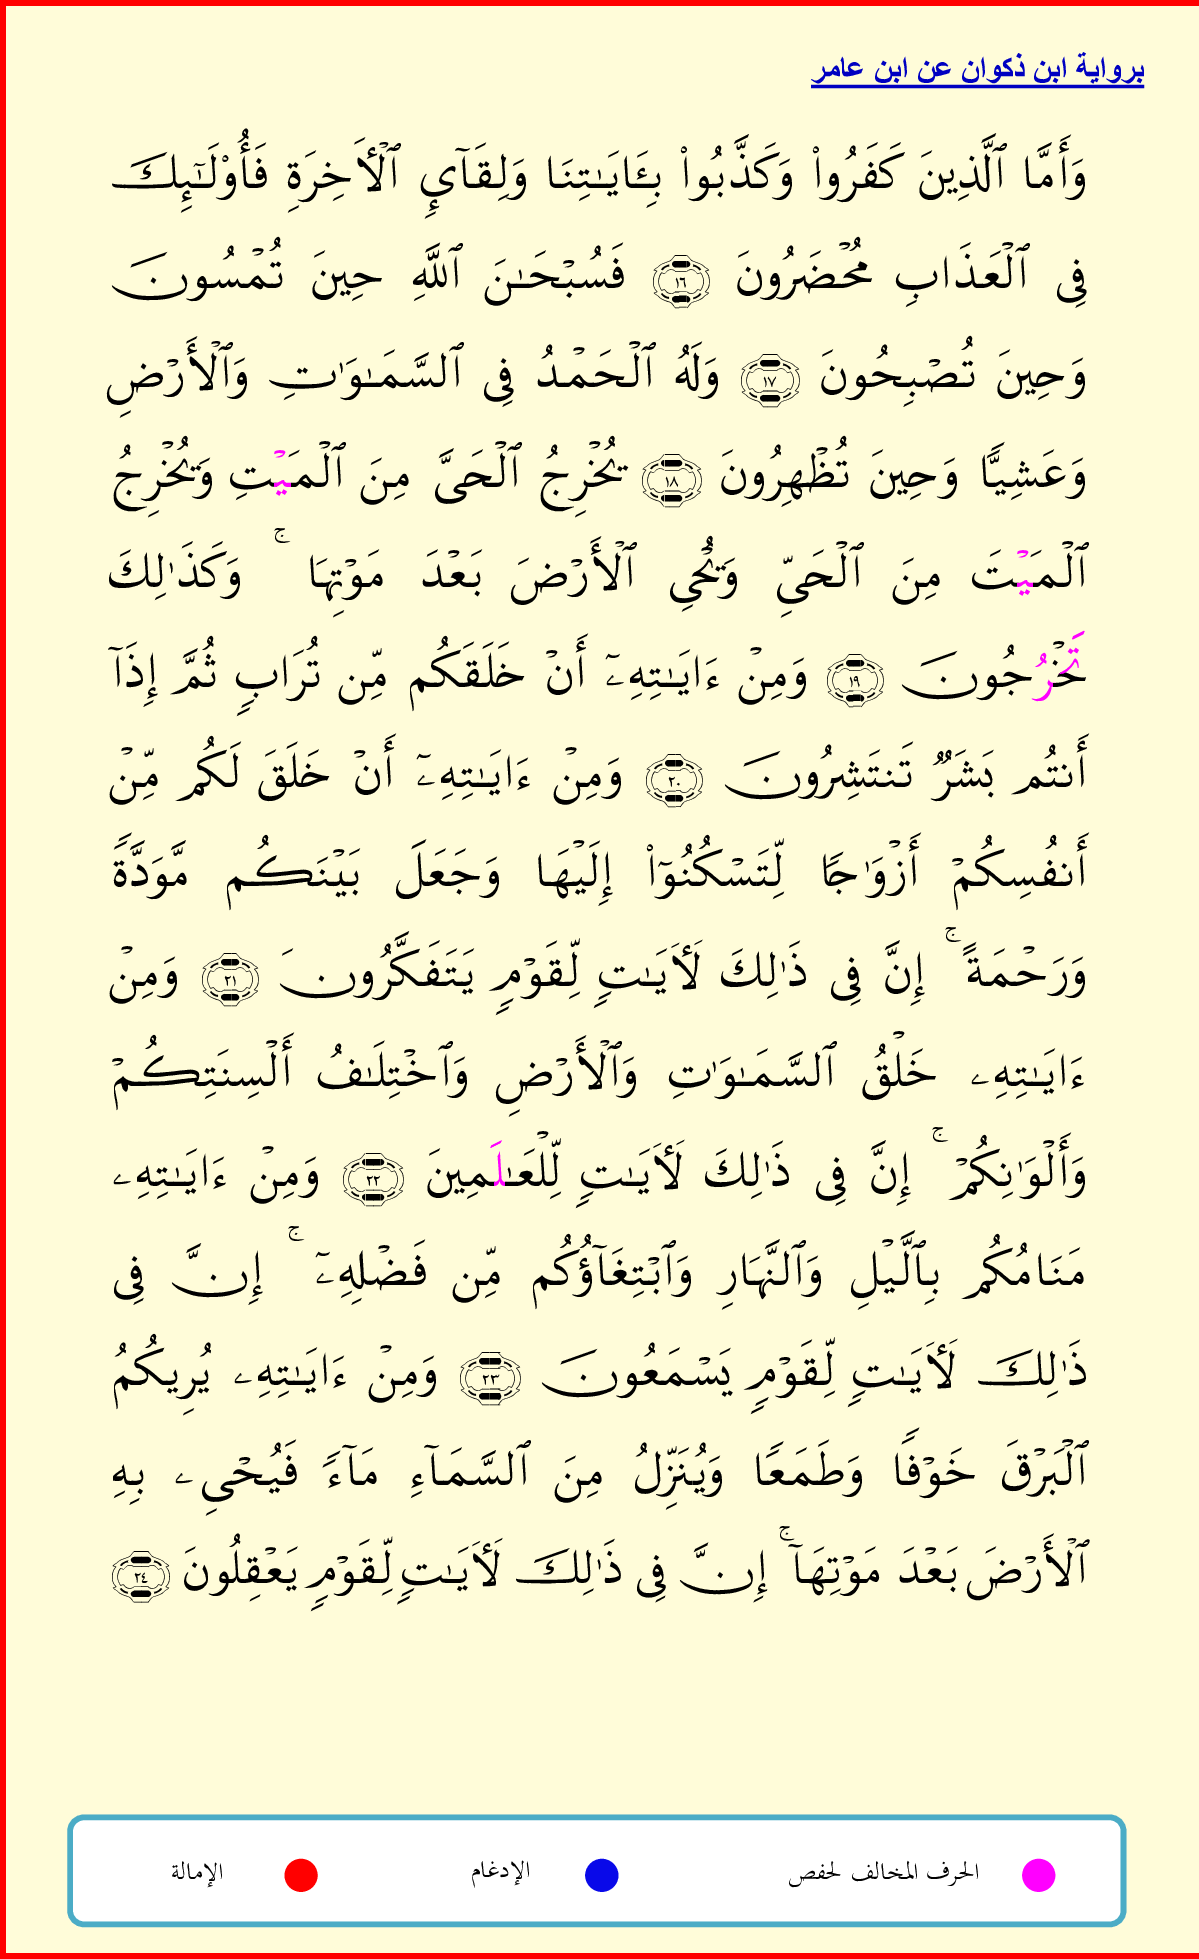 برواية ابن ذكوان عن ابن عامر
وَأَمَّا ٱلَّذِينَ كَفَرُوا۟ وَكَذَّبُوا۟ بِـَٔايَـٰتِنَا وَلِقَآئِ ٱلْأَخِرَةِ فَأُو۟لَـٰٓئِكَ
فِى ٱلْعَذَابِ مُحْضَرُونَ ١٦ فَسُبْحَـٰنَ ٱللَّهِ حِينَ تُمْسُونَ
وَحِينَ تُصْبِحُونَ ١٧ وَلَهُ ٱلْحَمْدُ فِى ٱلسَّمَـٰوَٰتِ وَٱلْأَرْضِ
وَعَشِيًّا وَحِينَ تُظْهِرُونَ ١٨ يُخْرِجُ ٱلْحَىَّ مِنَ ٱلْمَيْتِ وَيُخْرِجُ
ٱلْمَيْتَ مِنَ ٱلْحَىِّ وَيُحْىِ ٱلْأَرْضَ بَعْدَ مَوْتِهَا ۚ وَكَذَٰلِكَ
تَخْرُجُونَ ١٩ وَمِنْ ءَايَـٰتِهِۦٓ أَنْ خَلَقَكُم مِّن تُرَابٍ ثُمَّ إِذَآ
أَنتُم بَشَرٌ تَنتَشِرُونَ ٢٠ وَمِنْ ءَايَـٰتِهِۦٓ أَنْ خَلَقَ لَكُم مِّنْ
أَنفُسِكُمْ أَزْوَٰجًا لِّتَسْكُنُوٓا۟ إِلَيْهَا وَجَعَلَ بَيْنَكُم مَّوَدَّةً
وَرَحْمَةً ۚ إِنَّ فِى ذَٰلِكَ لَأَيَـٰتٍ لِّقَوْمٍ يَتَفَكَّرُونَ ٢١ وَمِنْ
ءَايَـٰتِهِۦ خَلْقُ ٱلسَّمَـٰوَٰتِ وَٱلْأَرْضِ وَٱخْتِلَـٰفُ أَلْسِنَتِكُمْ
وَأَلْوَٰنِكُمْ ۚ إِنَّ فِى ذَٰلِكَ لَأَيَـٰتٍ لِّلْعَـٰلَمِينَ ٢٢ وَمِنْ ءَايَـٰتِهِۦ
مَنَامُكُم بِٱلَّيْلِ وَٱلنَّهَارِ وَٱبْتِغَآؤُكُم مِّن فَضْلِهِۦٓ ۚ إِنَّ فِى
ذَٰلِكَ لَأَيَـٰتٍ لِّقَوْمٍ يَسْمَعُونَ ٢٣ وَمِنْ ءَايَـٰتِهِۦ يُرِيكُمُ
ٱلْبَرْقَ خَوْفًا وَطَمَعًا وَيُنَزِّلُ مِنَ ٱلسَّمَآءِ مَآءً فَيُحْىِۦ بِهِ
ٱلْأَرْضَ بَعْدَ مَوْتِهَآ ۚ إِنَّ فِى ذَٰلِكَ لَأَيَـٰتٍ لِّقَوْمٍ يَعْقِلُونَ ٢٤
الحرف المخالف لحفص الإدغام الإمالة